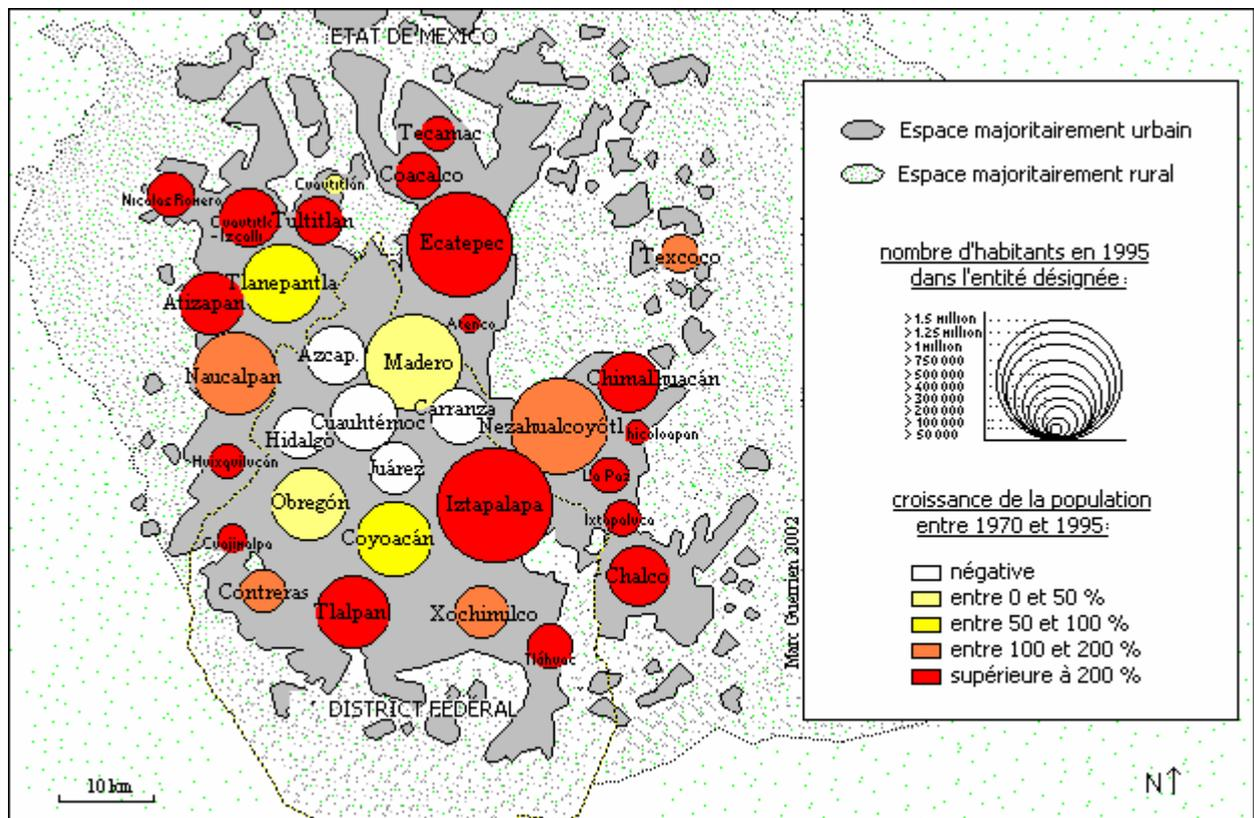 ETAT DE MEXICO
Tecamac
Coacalco
Cuautitlán
Nicolas Romero
Cuautitl
- Izcalli
Tultitlan
Ecatepec
Texcoco
Tlanepantla
Atizapan
Atenco
Azcap.
Madero
Naucalpan
Chimalhuacán
Carranza
Cuauhtémoc
Nezahualcoyötl
hicoloapan
Hidalgo
Juárez
Huixquilucan
La Paz
Obregón
Iztapalapa
Ixtapaluca
Cuajimalpa
Coyoacán
Chalco
Contreras
Tlalpan
Xochimilco
Tláhuac
DISTRICT FÉDÉRAL
10 km
Marc Guerrien 2002
Espace majoritairement urbain
Espace majoritairement rural
nombre d'habitants en 1995
dans l'entité désignée :
> 1.5 million
> 1.25 million
> 1 million
> 750 000
> 500 000
> 400 000
> 300 000
> 200 000
> 100 000
> 50 000
croissance de la population
entre 1970 et 1995:
négative
entre 0 et 50 %
entre 50 et 100 %
entre 100 et 200 %
supérieure à 200 %
N